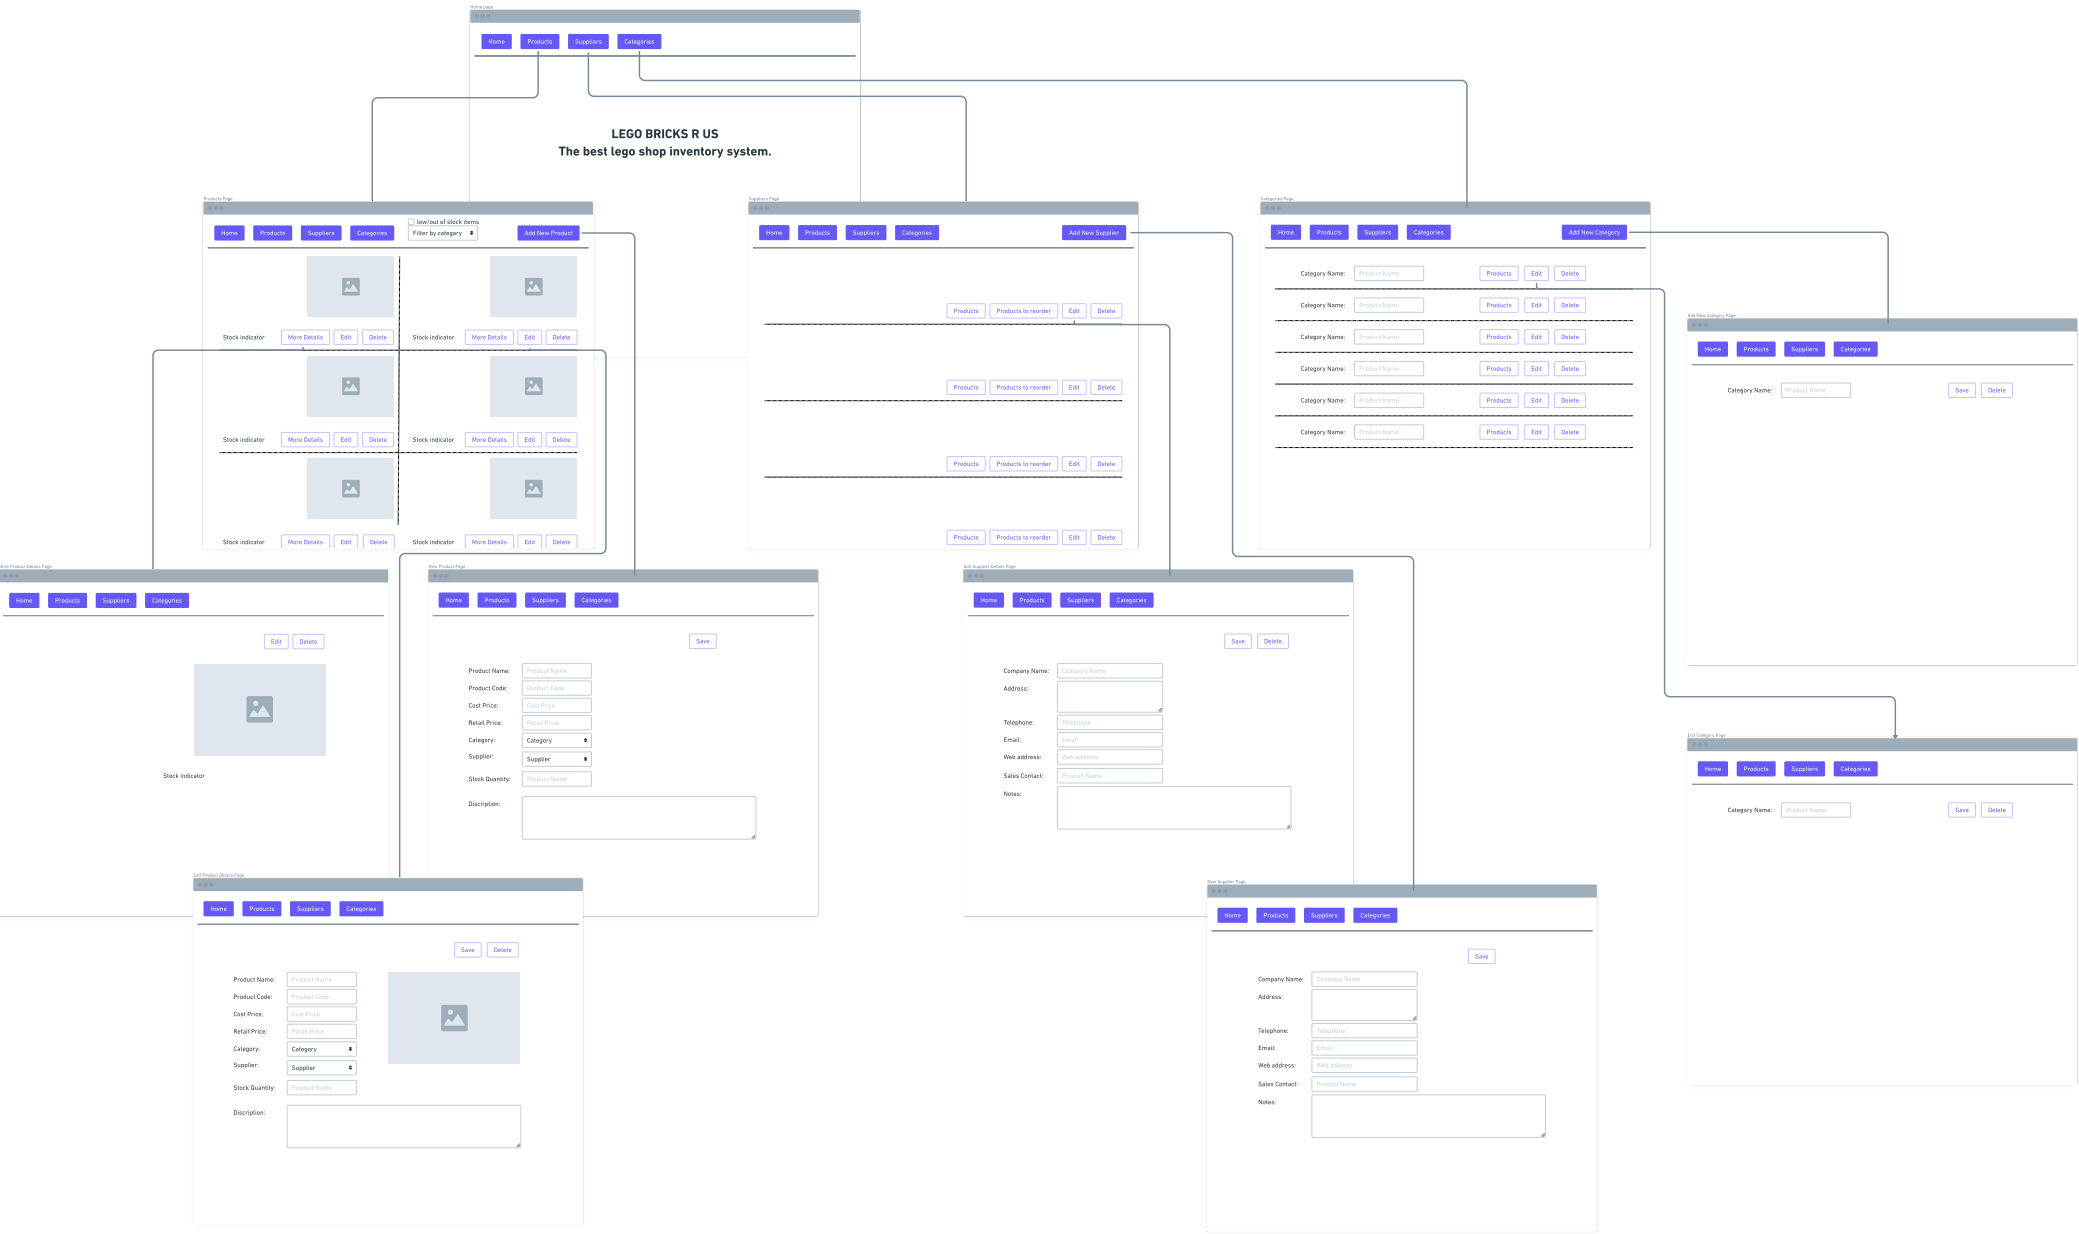 Home page
Home Products Suppliers Categories
LEGO BRICKS R US
The best lego shop inventory system.
Products Page
low/out of stock items
Home Products Suppliers Categories Filter by category Add New Product
Stock indicator More Details Edit Delete Stock indicator More Details Edit Delete
Stock indicator More Details Edit Delete Stock indicator More Details Edit Delete
Stock indicator More Details Edit Delete Stock indicator More Details Edit Delete
Suppliers Page
Home Products Suppliers Categories Add New Supplier
Products Products to reorder Edit Delete
Products Products to reorder Edit Delete
Products Products to reorder Edit Delete
Products Products to reorder Edit Delete
Categories Page
Home Products Suppliers Categories Add New Category
Category Name: Product Name Products Edit Delete
Category Name: Product Name Products Edit Delete
Category Name: Product Name Products Edit Delete
Category Name: Product Name Products Edit Delete
Category Name: Product Name Products Edit Delete
Category Name: Product Name Products Edit Delete
Add New Category Page
Home Products Suppliers Categories
Category Name: Product Name Save Delete
More Product Details Page
Home Products Suppliers Categories
Edit Delete
Stock indicator
New Product Page
Home Products Suppliers Categories
Save
Product Name: Product Name
Product Code: Product Code
Cost Price: Cost Price
Retail Price: Retail Price
Category: Category
Supplier: Supplier
Stock Quantity: Product Name
Discription:
Edit Supplier Details Page
Home Products Suppliers Categories
Save Delete
Company Name: Company Name
Address:
Telephone: Telephone
Email: Email
Web address: Web address
Sales Contact: Product Name
Notes:
Edit Category Page
Home Products Suppliers Categories
Category Name: Product Name Save Delete
Edit Product Details Page
Home Products Suppliers Categories
Save Delete
Product Name: Product Name
Product Code: Product Code
Cost Price: Cost Price
Retail Price: Retail Price
Category: Category
Supplier: Supplier
Stock Quantity: Product Name
Discription:
New Supplier Page
Home Products Suppliers Categories
Save
Company Name: Company Name
Address:
Telephone: Telephone
Email: Email
Web address: Web address
Sales Contact: Product Name
Notes: